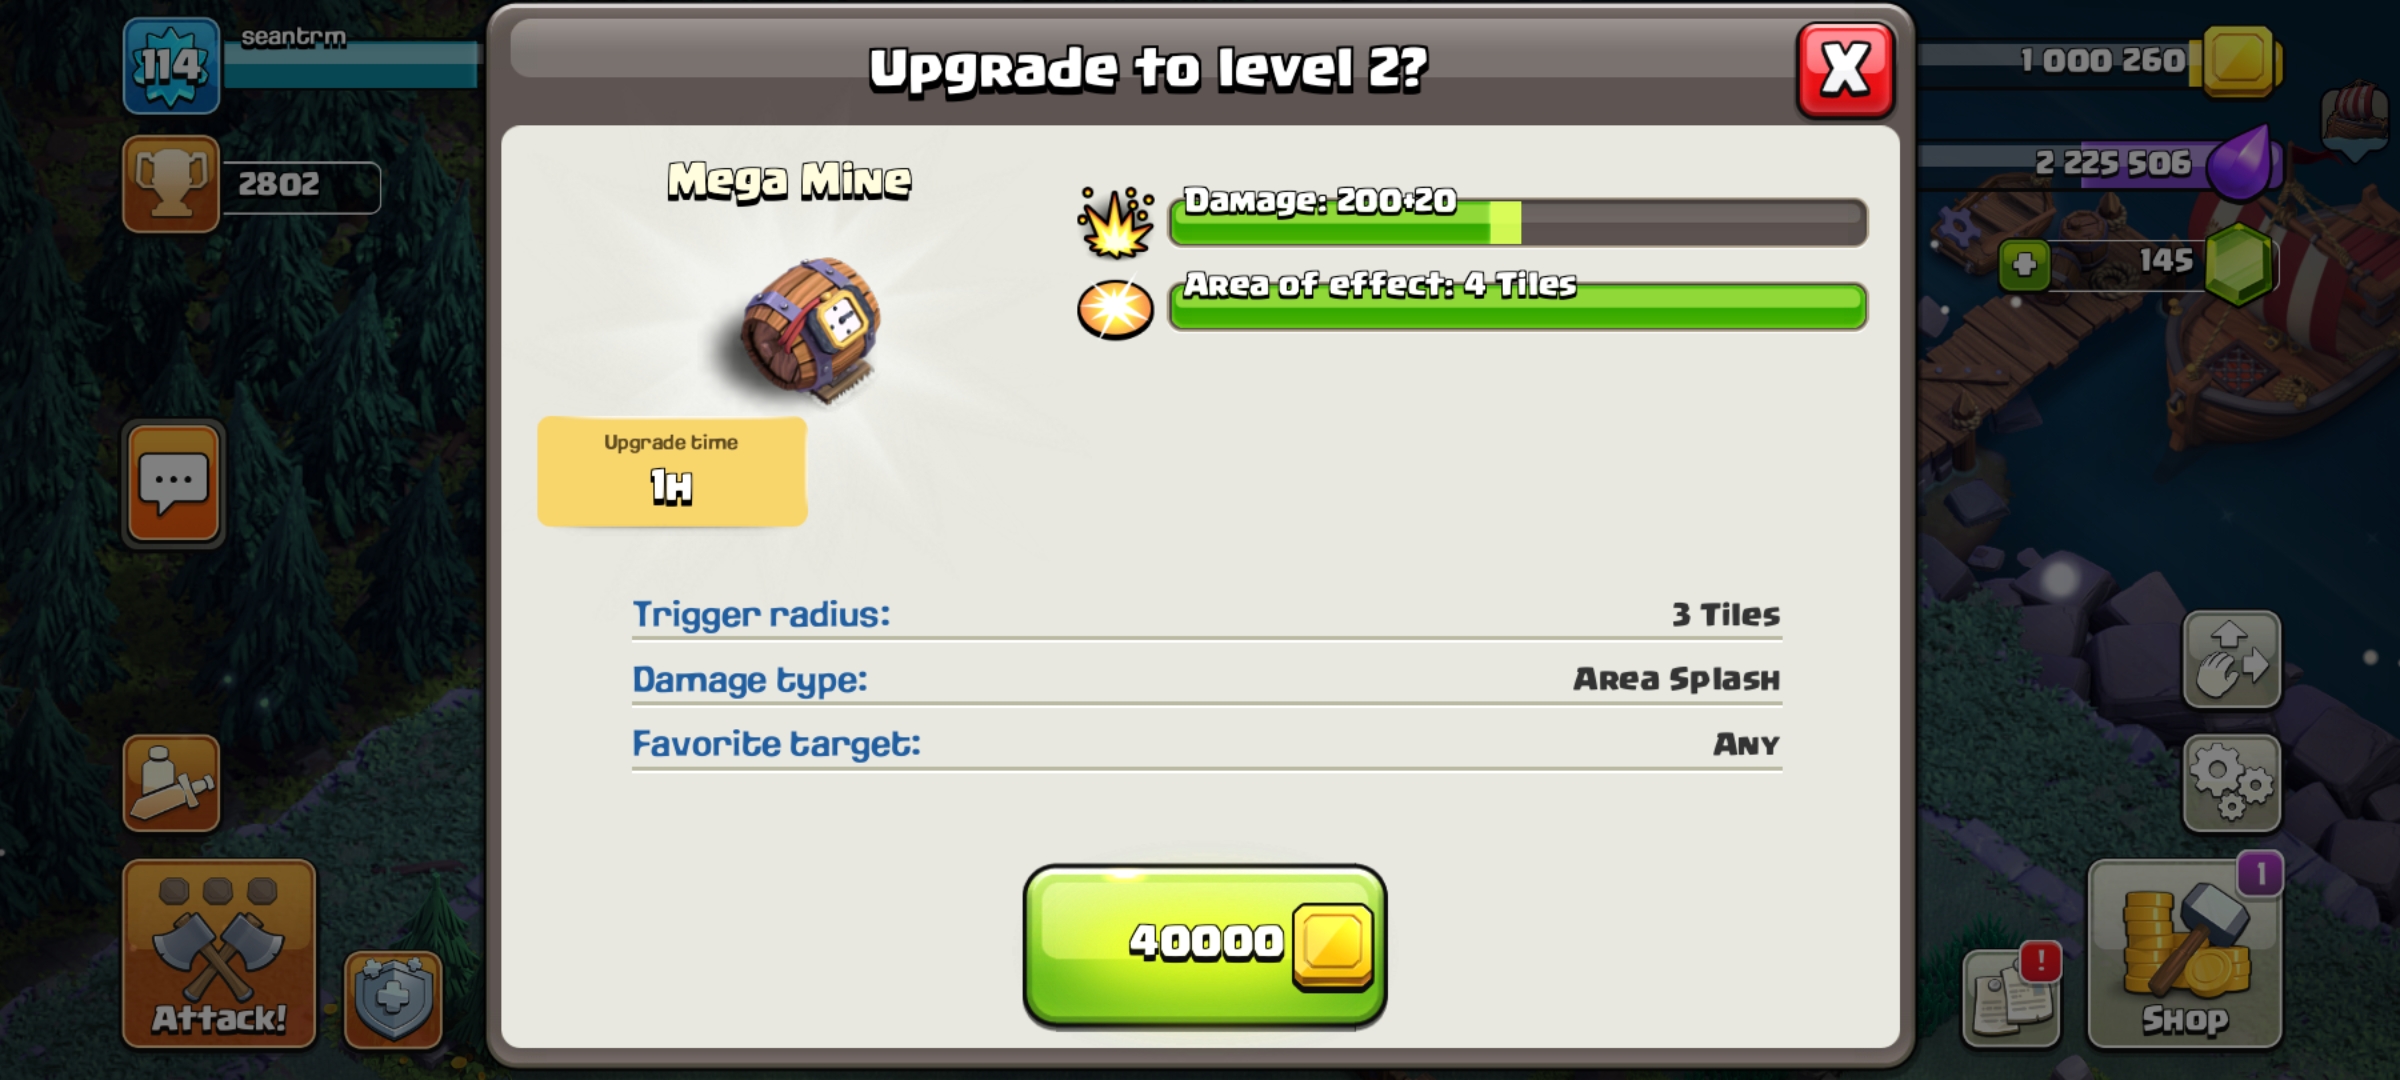 114
seantrm
2802
Upgrade to level 2?
X
1 000 260
2 225 506
145
Mega Mine
Damage: 200+20
Area of effect: 4 Tiles
Upgrade time
1H
Trigger radius: 3 Tiles
Damage type: Area Splash
Favorite target: Any
40000
Attack!
!
1
Shop